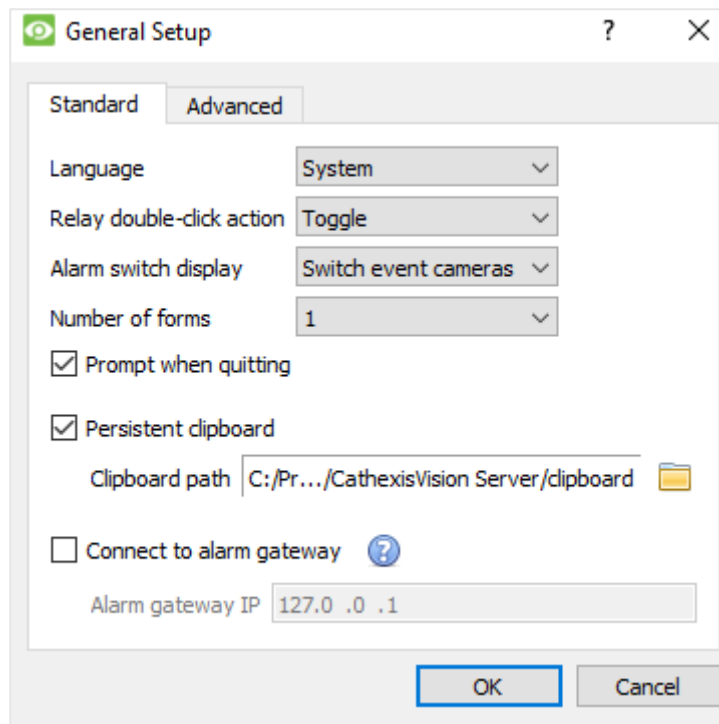 General Setup ?
Standard Advanced
Language System
Relay double-click action Toggle
Alarm switch display Switch event cameras
Number of forms 1
Prompt when quitting
Persistent clipboard
Clipboard path C:/Pr.../CathexisVision Server/clipboard
Connect to alarm gateway ?
Alarm gateway IP 127.0 .0 .1
OK Cancel